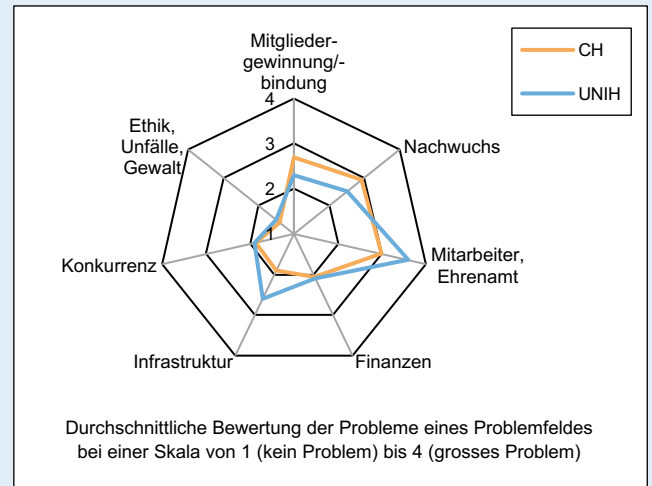 Mitglieder-
gewinnung/-
bindung
CH
UNIH
4
3
2
1
Ethik,
Unfälle,
Gewalt
Nachwuchs
Konkurrenz
Mitarbeiter,
Ehrenamt
Infrastruktur
Finanzen
Durchschnittliche Bewertung der Probleme eines Problemfeldes
bei einer Skala von 1 (kein Problem) bis 4 (grosses Problem)